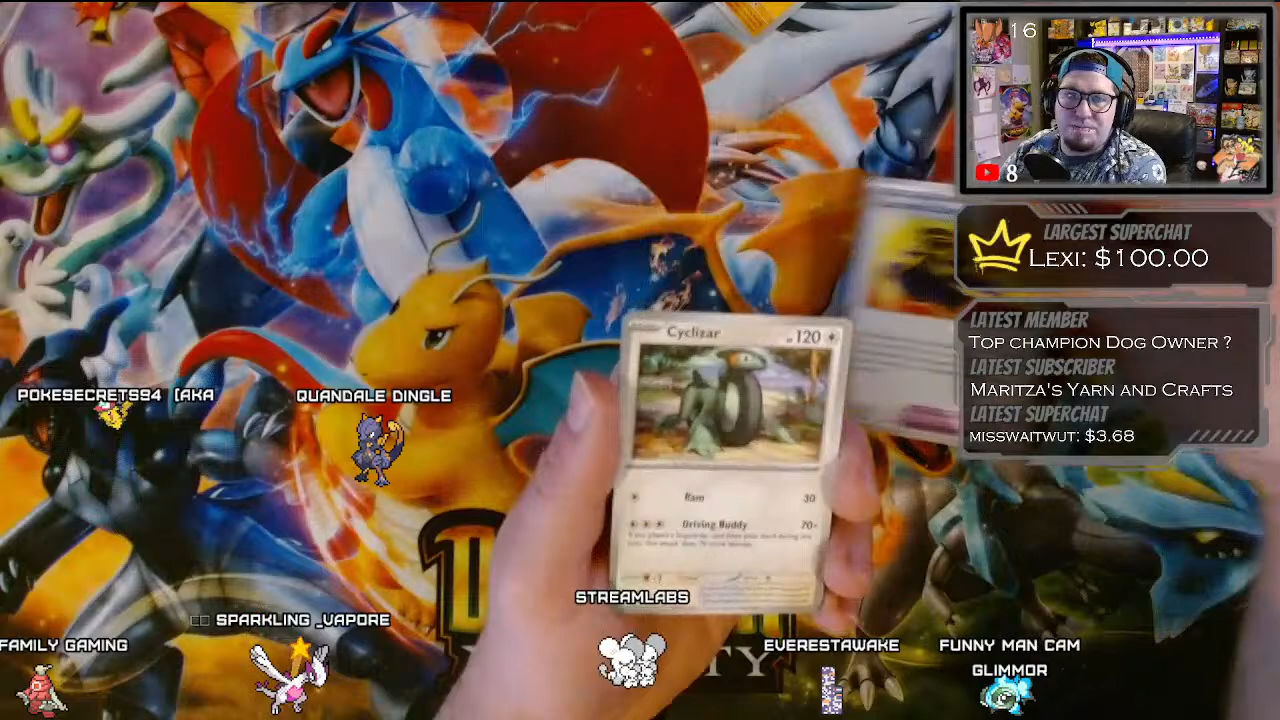 16
8
LARGEST SUPERCHAT
LEXI: $100.00
LATEST MEMBER
TOP CHAMPION DOG OWNER ?
LATEST SUBSCRIBER
MARITZA'S YARN AND CRAFTS
LATEST SUPERCHAT
MISSWAITWUT: $3.68
Cyclizar
120
Ram 30
Driving Buddy 70+
POKESECRETS94 [AKA
QUANDALE DINGLE
STREAMLABS
SPARKLING _VAPORE
FAMILY GAMING
EVERESTAWAKE
FUNNY MAN CAM
GLIMMOR